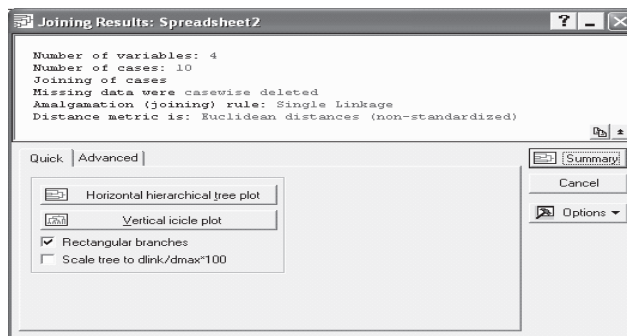 Joining Results: Spreadsheet2
Number of variables: 4
Number of cases: 10
Joining of cases
Missing data were casewise deleted
Amalgamation (joining) rule: Single Linkage
Distance metric is: Euclidean distances (non-standardized)
Quick
Advanced
Summary
Cancel
Options
Horizontal hierarchical tree plot
Vertical icicle plot
Rectangular branches
Scale tree to dlink/dmax*100